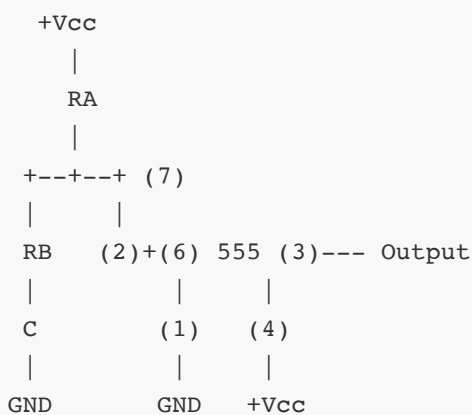 +Vcc
|
RA
|
+--+--+ (7)
| |
RB (2)+(6) 555 (3)--- Output
| | |
C (1) (4)
| | |
GND GND +Vcc